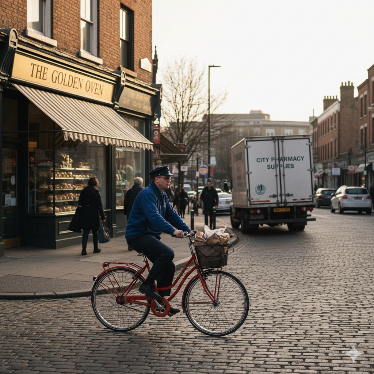 THE GOLDEN OVEN
CITY PHARMACY
SUPPLIES